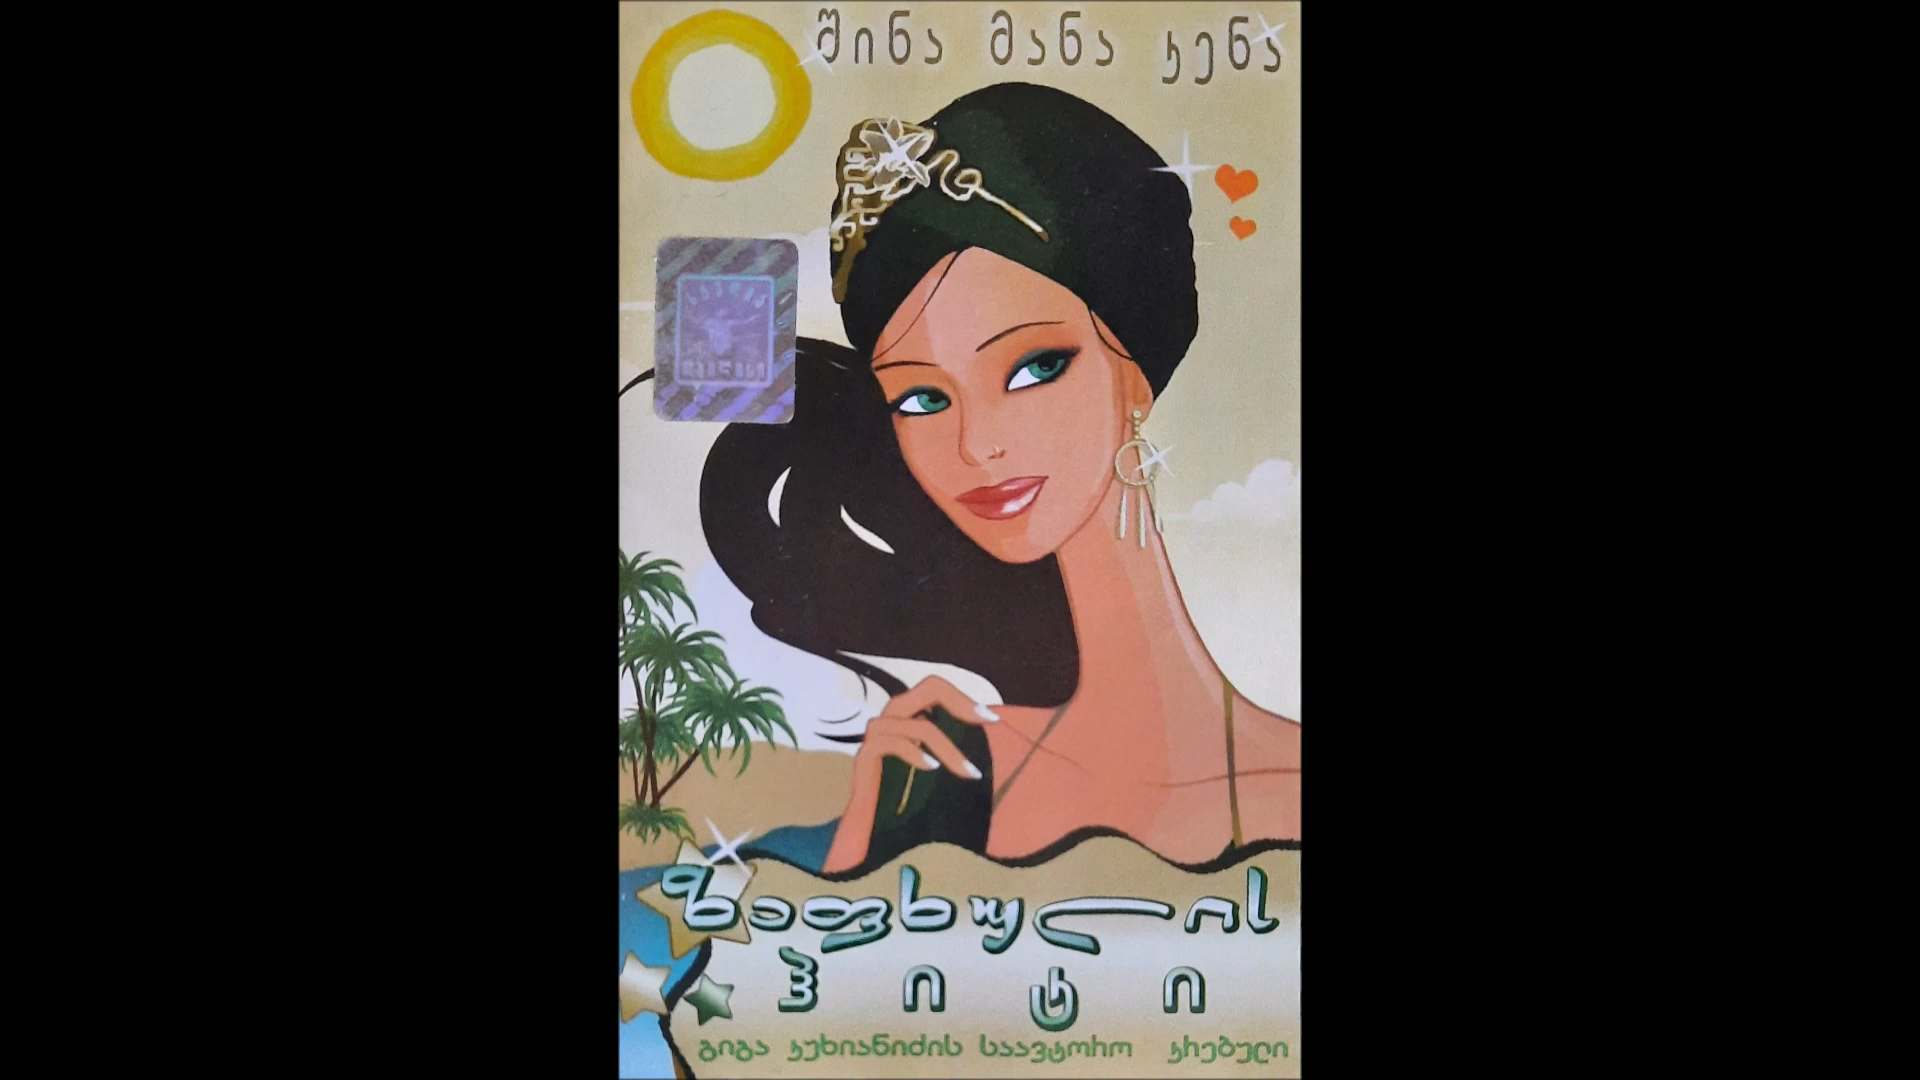 შინა მანა კენა
ზაფხულის
ჰიტი
გიგა კუხიანიძის საავტორო კრებული